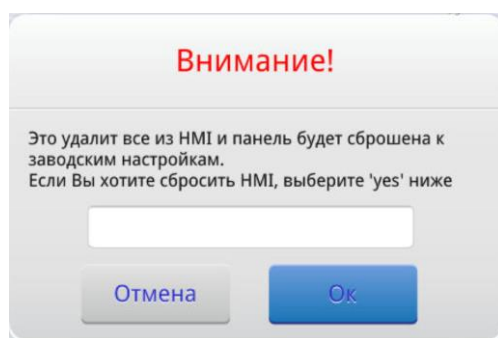 Внимание!
Это удалит все из HMI и панель будет сброшена к
заводским настройкам.
Если Вы хотите сбросить HMI, выберите 'yes' ниже
Отмена
Ок